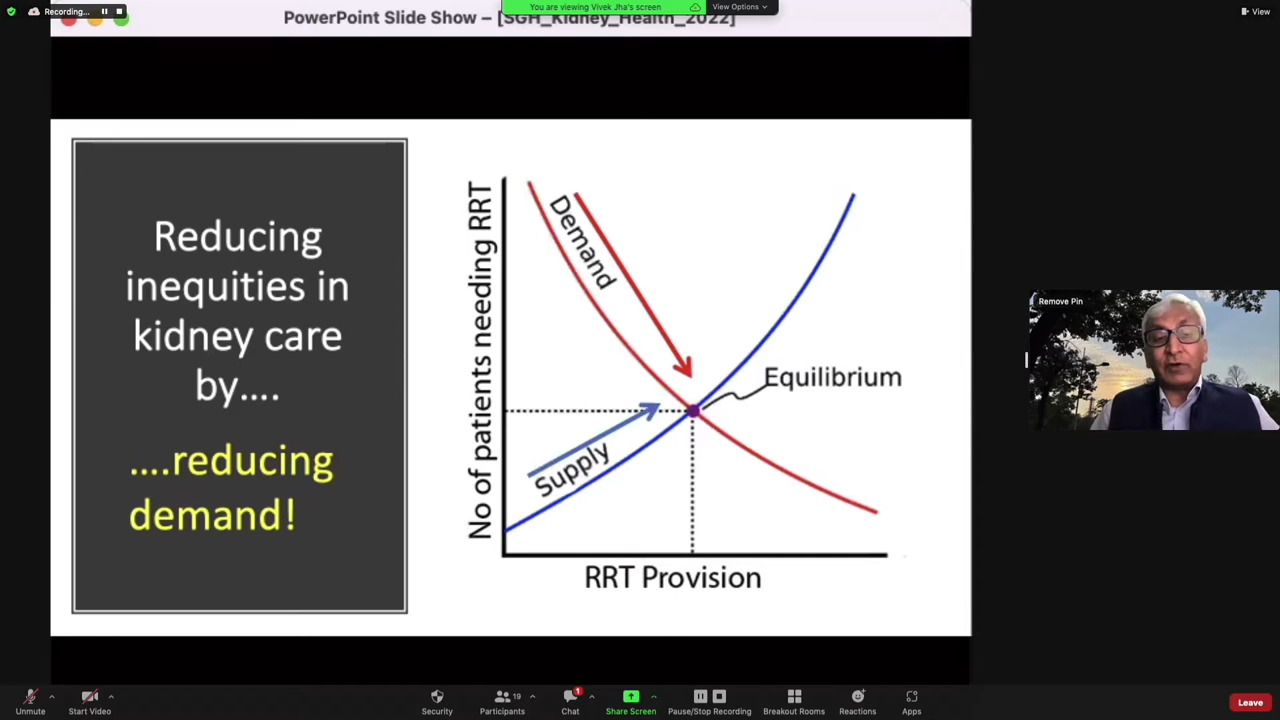 Recording...
PowerPoint Slide Show – [SGH_Kidney_Health_2022]
You are viewing Vivek Jha's screen
View Options
View
Reducing
inequities in
kidney care
by....
....reducing
demand!
No of patients needing RRT
Demand
Supply
Equilibrium
RRT Provision
Remove Pin
Unmute
Start Video
Security
19
Participants
1
Chat
Share Screen
Pause/Stop Recording
Breakout Rooms
Reactions
Apps
Leave